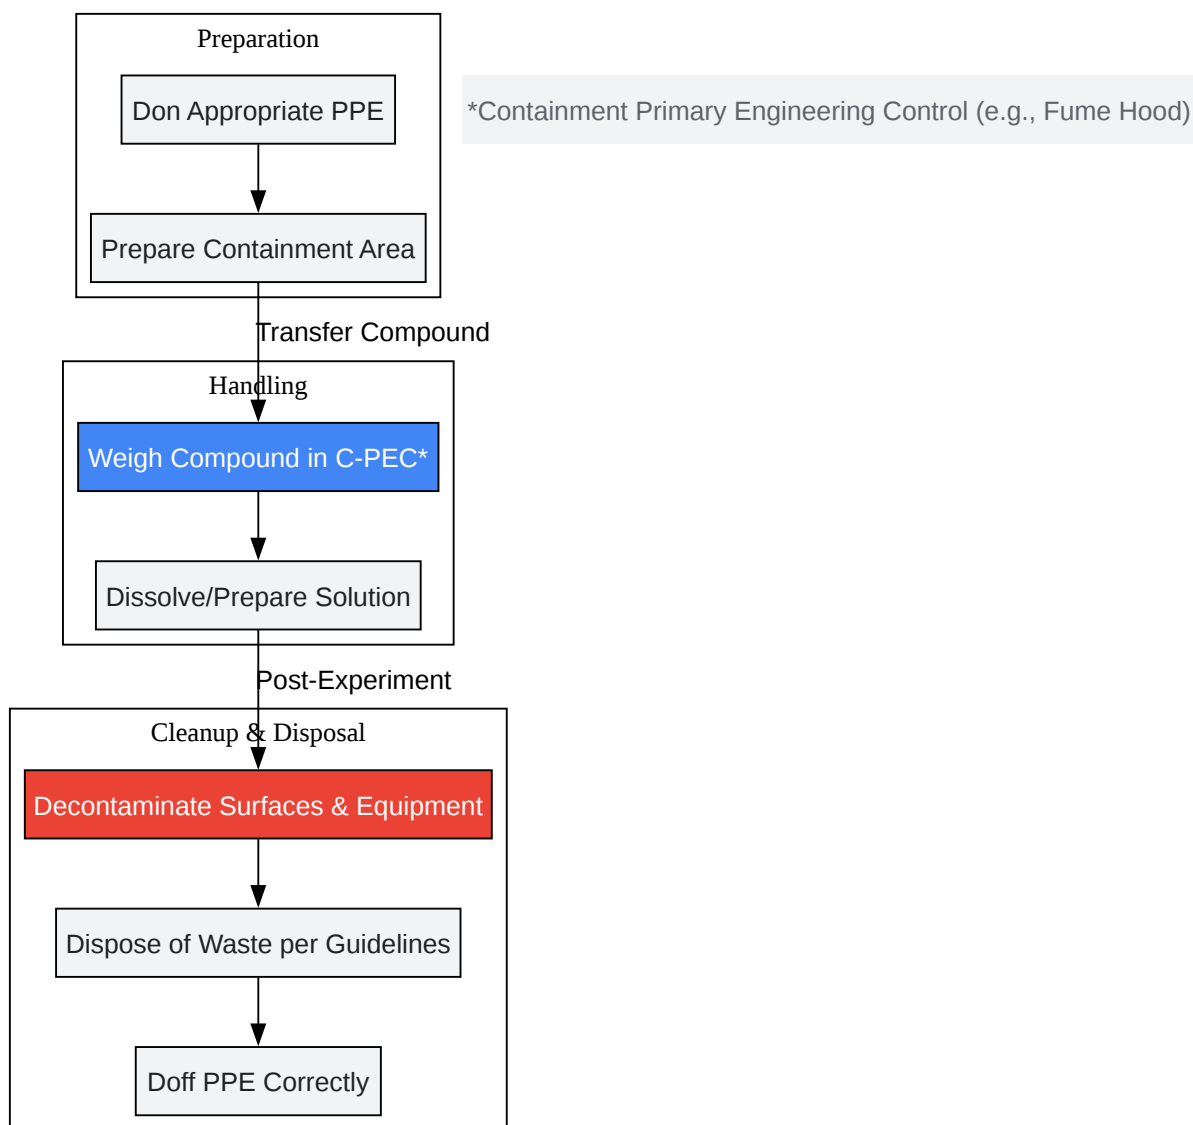 Preparation
Don Appropriate PPE
*Containment Primary Engineering Control (e.g., Fume Hood)
Prepare Containment Area
Transfer Compound
Handling
Weigh Compound in C-PEC*
Dissolve/Prepare Solution
Post-Experiment
Cleanup & Disposal
Decontaminate Surfaces & Equipment
Dispose of Waste per Guidelines
Doff PPE Correctly